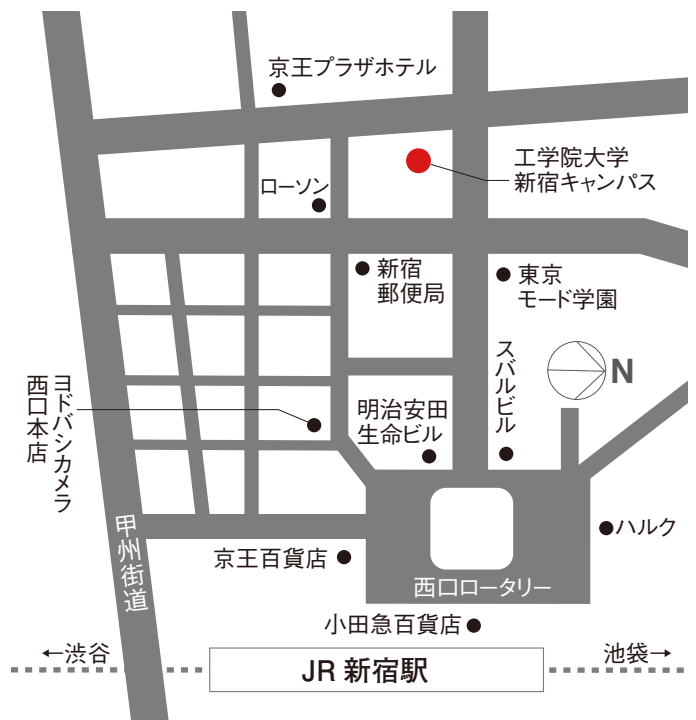 京王プラザホテル
工学院大学
新宿キャンパス
ローソン
新宿
郵便局
東京
モード学園
スバルビル
N
ヨドバシカメラ
西口本店
明治安田
生命ビル
甲州街道
ハルク
京王百貨店
西口ロータリー
小田急百貨店
←渋谷
池袋→
JR 新宿駅